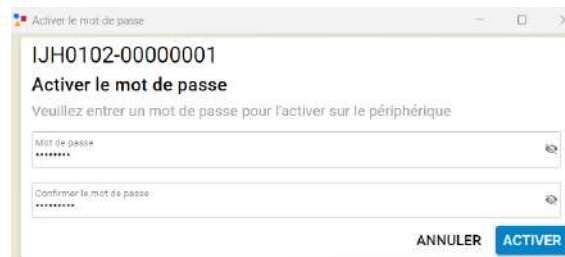 Activer le mot de passe
IJH0102-00000001
Activer le mot de passe
Veuillez entrer un mot de passe pour l'activer sur le périphérique
Mot de passe
••••••••
Confirmer le mot de passe
•••••••••
ANNULER ACTIVER